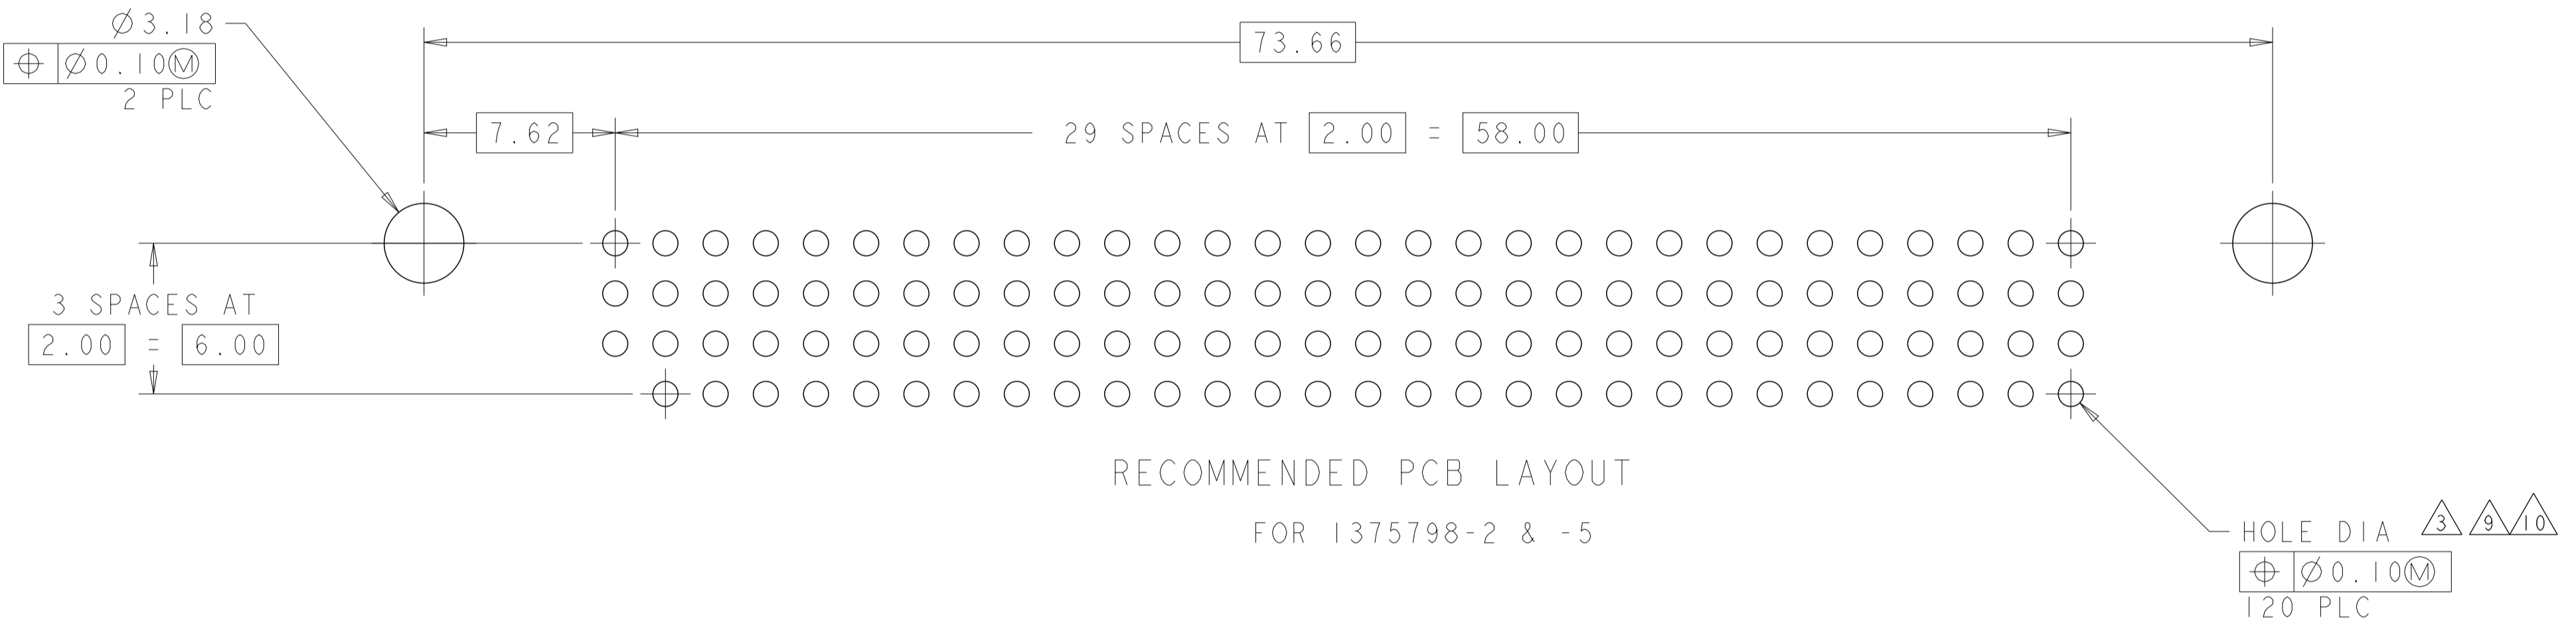 Ø3.18
⌖ Ø0.10Ⓜ
2 PLC
73.66
7.62
29 SPACES AT 2.00 = 58.00
3 SPACES AT
2.00 = 6.00
RECOMMENDED PCB LAYOUT
FOR 1375798-2 & -5
HOLE DIA 3 9 10
⌖ Ø0.10Ⓜ
120 PLC